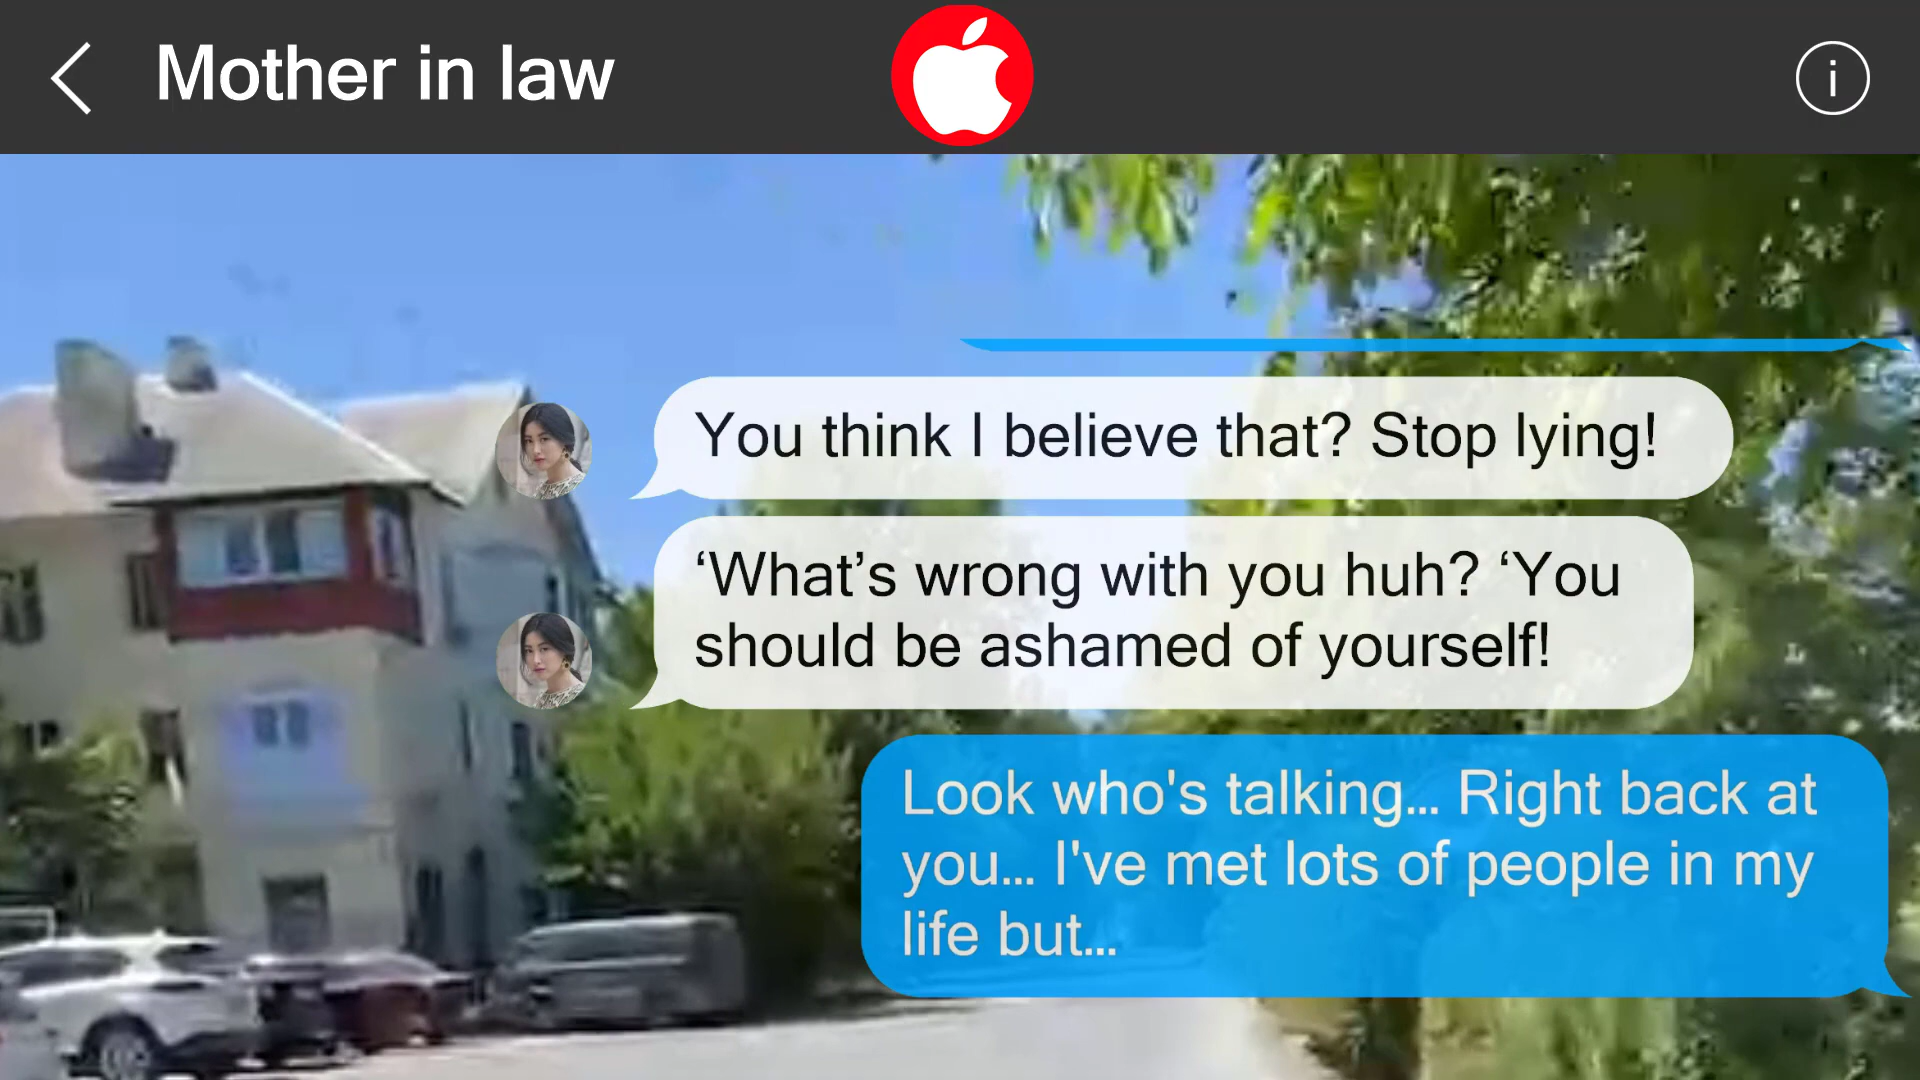 Mother in law
You think I believe that? Stop lying!
‘What’s wrong with you huh? ‘You
should be ashamed of yourself!
Look who's talking... Right back at
you... I've met lots of people in my
life but...